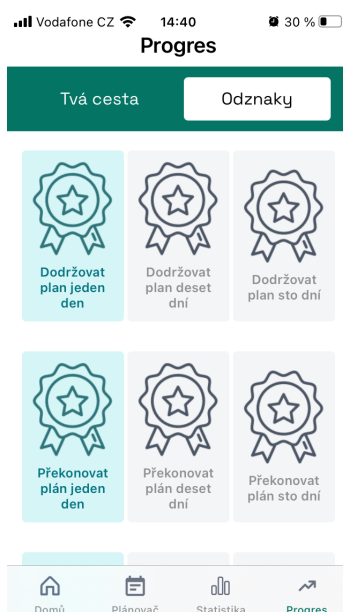 Vodafone CZ 14:40 30 %
Progres
Tvá cesta Odznaky
Dodržovat
plan jeden
den
Dodržovat
plan deset
dní
Dodržovat
plan sto dní
Překonovat
plán jeden
den
Překonovat
plán deset
dní
Překonovat
plán sto dní
Domů Plánovač Statistika Progres